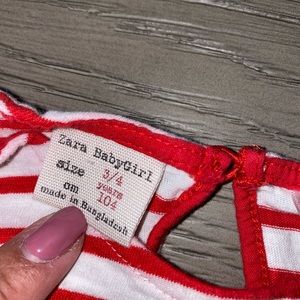 Zara BabyGirl
size 3/4
years
cm 104
made in Bangladesh